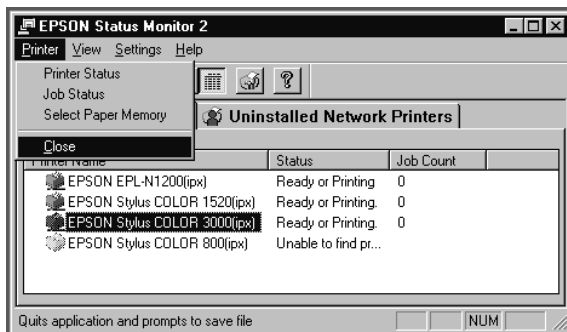 EPSON Status Monitor 2
Printer View Settings Help
Printer Status
Job Status
Select Paper Memory
Close
Uninstalled Network Printers
Printer Name Status Job Count
EPSON EPL-N1200(ipx) Ready or Printing 0
EPSON Stylus COLOR 1520(ipx) Ready or Printing. 0
EPSON Stylus COLOR 3000(ipx) Ready or Printing. 0
EPSON Stylus COLOR 800(ipx) Unable to find pr...
Quits application and prompts to save file NUM